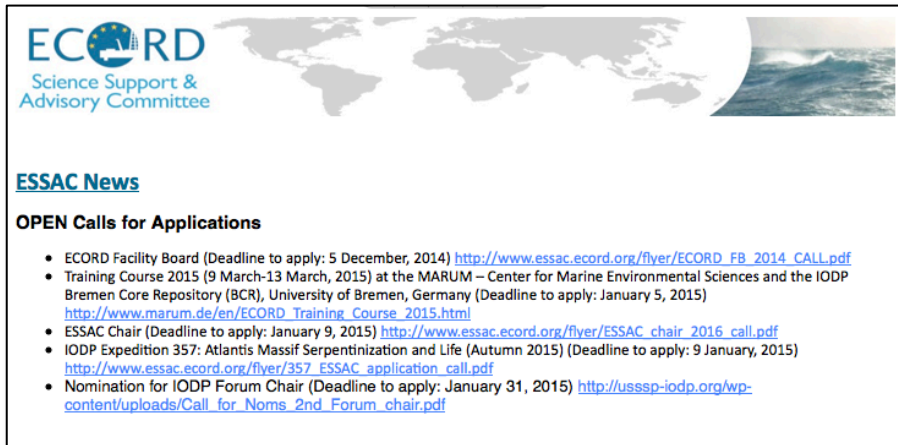 ECORD
Science Support &
Advisory Committee
ESSAC News
OPEN Calls for Applications
• ECORD Facility Board (Deadline to apply: 5 December, 2014) http://www.essac.ecord.org/flyer/ECORD_FB_2014_CALL.pdf
• Training Course 2015 (9 March-13 March, 2015) at the MARUM – Center for Marine Environmental Sciences and the IODP
Bremen Core Repository (BCR), University of Bremen, Germany (Deadline to apply: January 5, 2015)
http://www.marum.de/en/ECORD_Training_Course_2015.html
• ESSAC Chair (Deadline to apply: January 9, 2015) http://www.essac.ecord.org/flyer/ESSAC_chair_2016_call.pdf
• IODP Expedition 357: Atlantis Massif Serpentinization and Life (Autumn 2015) (Deadline to apply: 9 January, 2015)
http://www.essac.ecord.org/flyer/357_ESSAC_application_call.pdf
• Nomination for IODP Forum Chair (Deadline to apply: January 31, 2015) http://usssp-iodp.org/wp-
content/uploads/Call_for_Noms_2nd_Forum_chair.pdf